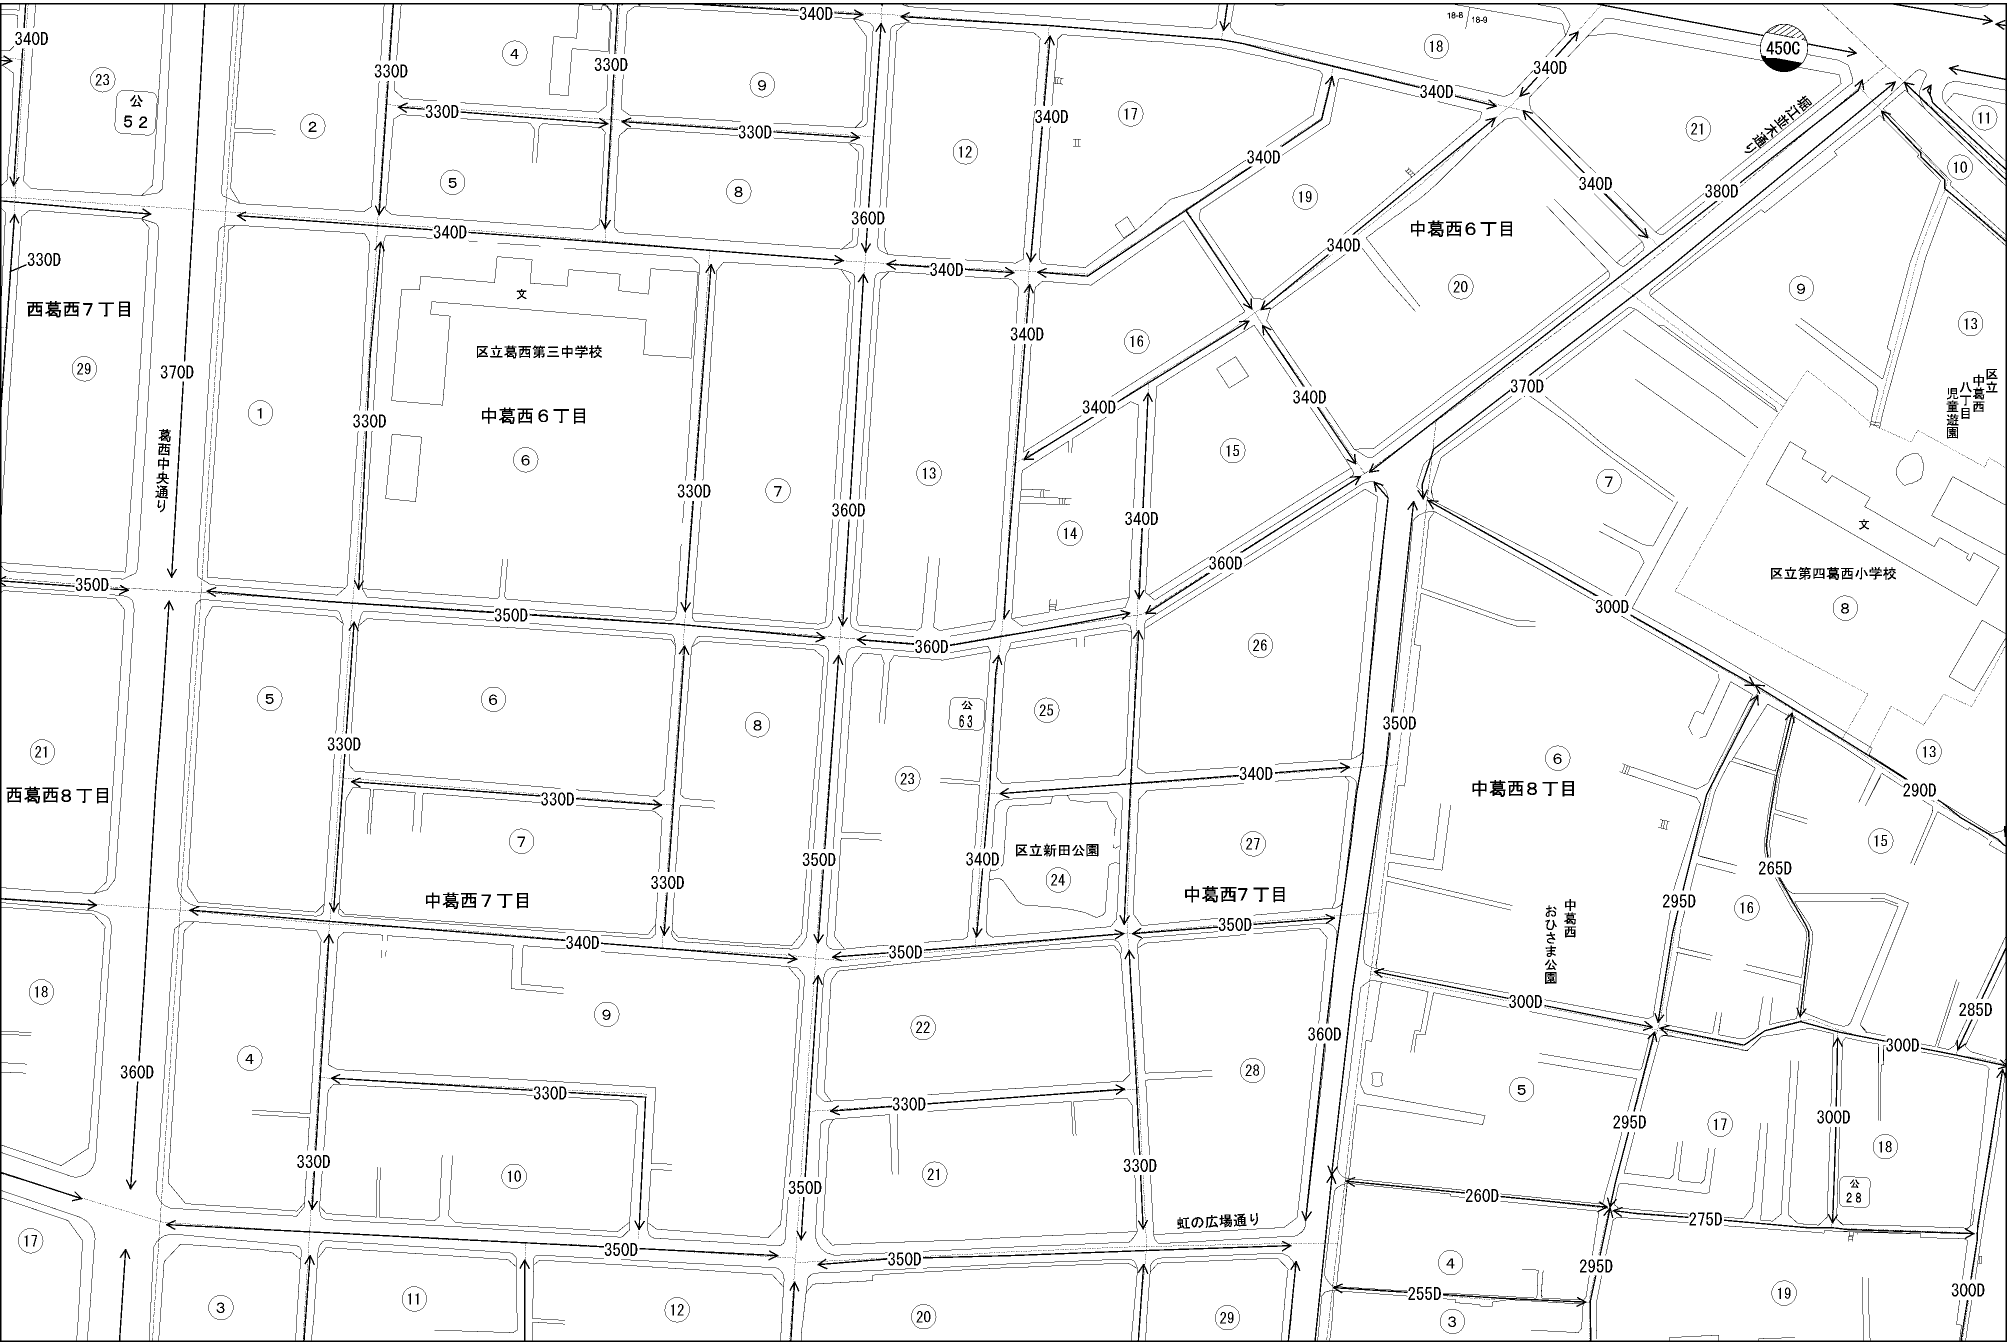 340D
18-8
18-9
340D
④
18
450C
23
330D
330D
340D
⑨
340D
公
52
330D
330D
②
340D
⑰
21
堀江並木通り
⑪
⑫
340D
⑩
⑤
⑧
340D
380D
19
360D
340D
340D
中葛西6丁目
330D
340D
340D
20
⑨
西葛西7丁目
文
13
340D
16
29
370D
区立葛西第三中学校
370D
区立
中葛西
八丁目
児童遊園
①
330D
中葛西6丁目
340D
340D
葛西中央通り
⑥
13
15
330D
⑦
⑦
360D
14
340D
文
350D
360D
区立第四葛西小学校
350D
300D
⑧
360D
26
⑤
⑥
公
63
25
⑧
350D
330D
21
23
340D
⑥
13
西葛西8丁目
330D
中葛西8丁目
290D
⑦
区立新田公園
27
15
350D
340D
24
265D
330D
中葛西7丁目
中葛西7丁目
295D
16
340D
350D
350D
中葛西
おひさま公園
18
⑨
22
300D
285D
360D
④
360D
28
300D
330D
330D
⑤
300D
295D
17
18
330D
⑩
21
330D
350D
公
28
260D
275D
虹の広場通り
17
350D
350D
④
295D
③
⑪
⑫
20
29
255D
③
19
300D